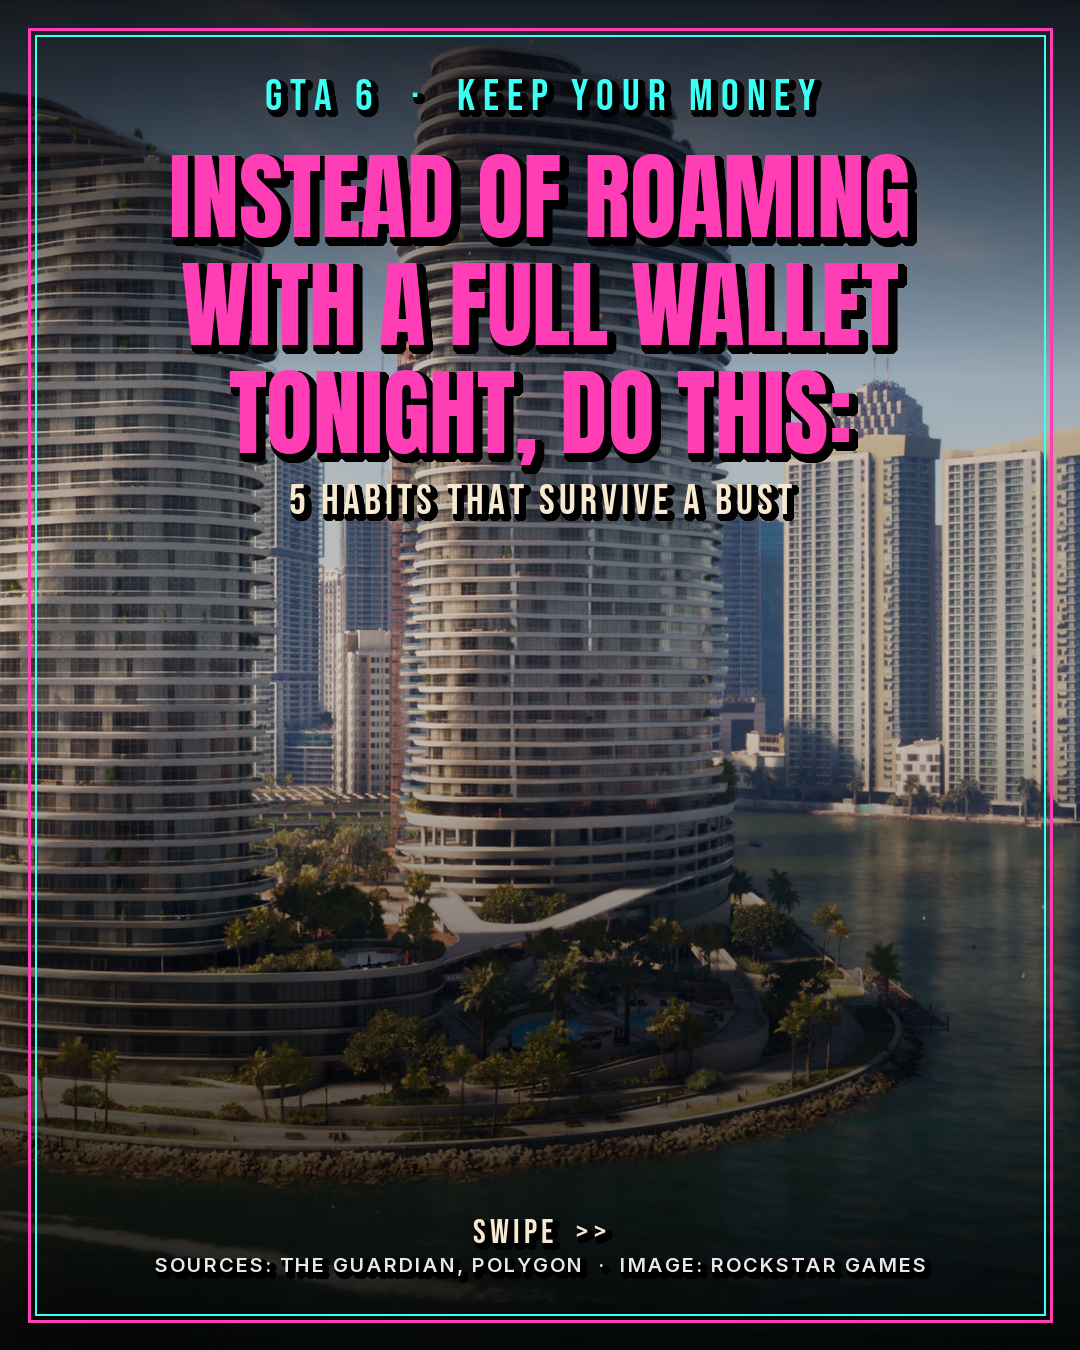 GTA 6 · KEEP YOUR MONEY
INSTEAD OF ROAMING
WITH A FULL WALLET
TONIGHT, DO THIS:
5 HABITS THAT SURVIVE A BUST
SWIPE >>
SOURCES: THE GUARDIAN, POLYGON · IMAGE: ROCKSTAR GAMES